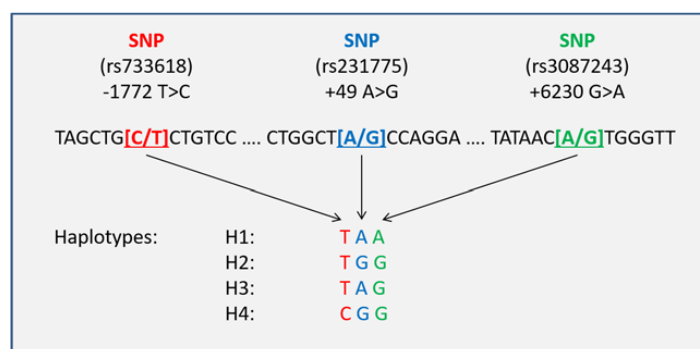 SNP SNP SNP
(rs733618) (rs231775) (rs3087243)
-1772 T>C +49 A>G +6230 G>A
TAGCTG[C/T]CTGTCC .... CTGGCT[A/G]CCAGGA .... TATAAC[A/G]TGGGTT
Haplotypes: H1: T A A
H2: T G G
H3: T A G
H4: C G G